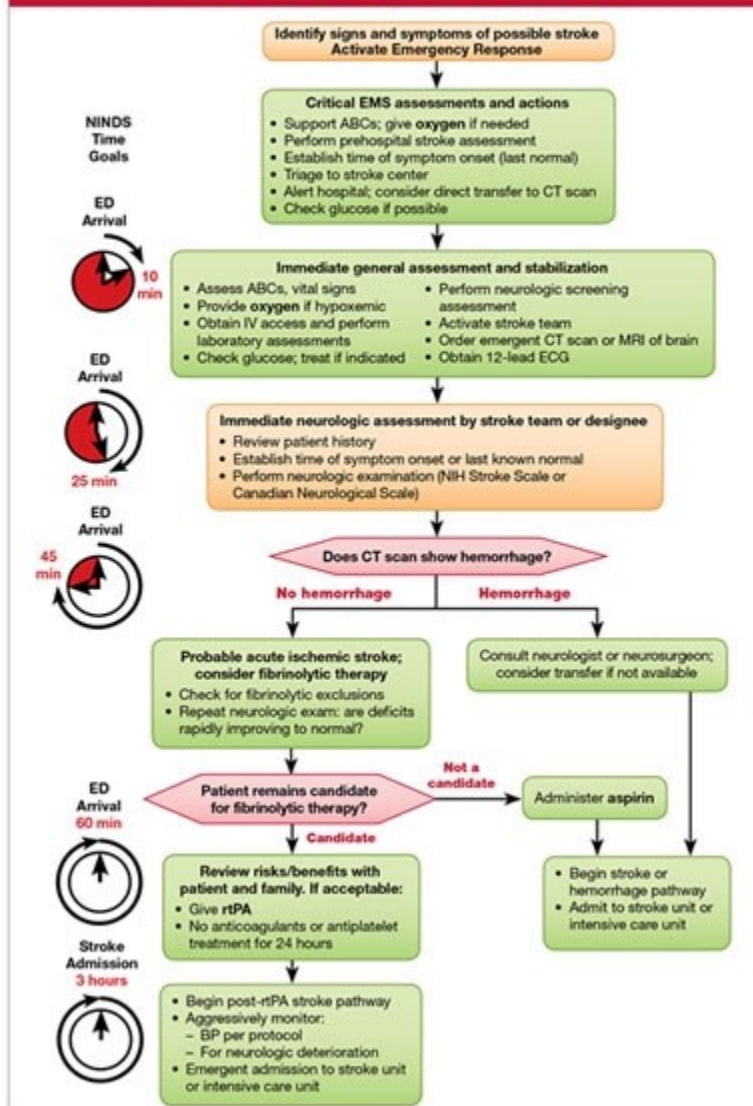 Identify signs and symptoms of possible stroke
Activate Emergency Response
Critical EMS assessments and actions
• Support ABCs; give oxygen if needed
• Perform prehospital stroke assessment
• Establish time of symptom onset (last normal)
• Triage to stroke center
• Alert hospital; consider direct transfer to CT scan
• Check glucose if possible
NINDS
Time
Goals
ED
Arrival
10
min
Immediate general assessment and stabilization
• Assess ABCs, vital signs
• Provide oxygen if hypoxemic
• Obtain IV access and perform
laboratory assessments
• Check glucose; treat if indicated
• Perform neurologic screening
assessment
• Activate stroke team
• Order emergent CT scan or MRI of brain
• Obtain 12-lead ECG
ED
Arrival
25 min
Immediate neurologic assessment by stroke team or designee
• Review patient history
• Establish time of symptom onset or last known normal
• Perform neurologic examination (NIH Stroke Scale or
Canadian Neurological Scale)
ED
Arrival
45
min
Does CT scan show hemorrhage?
No hemorrhage
Hemorrhage
Probable acute ischemic stroke;
consider fibrinolytic therapy
• Check for fibrinolytic exclusions
• Repeat neurologic exam: are deficits
rapidly improving to normal?
Consult neurologist or neurosurgeon;
consider transfer if not available
Patient remains candidate
for fibrinolytic therapy?
Not a
candidate
Administer aspirin
Candidate
ED
Arrival
60 min
Review risks/benefits with
patient and family. If acceptable:
• Give rtPA
• No anticoagulants or antiplatelet
treatment for 24 hours
• Begin stroke or
hemorrhage pathway
• Admit to stroke unit or
intensive care unit
Stroke
Admission
3 hours
• Begin post-rtPA stroke pathway
• Aggressively monitor:
– BP per protocol
– For neurologic deterioration
• Emergent admission to stroke unit
or intensive care unit